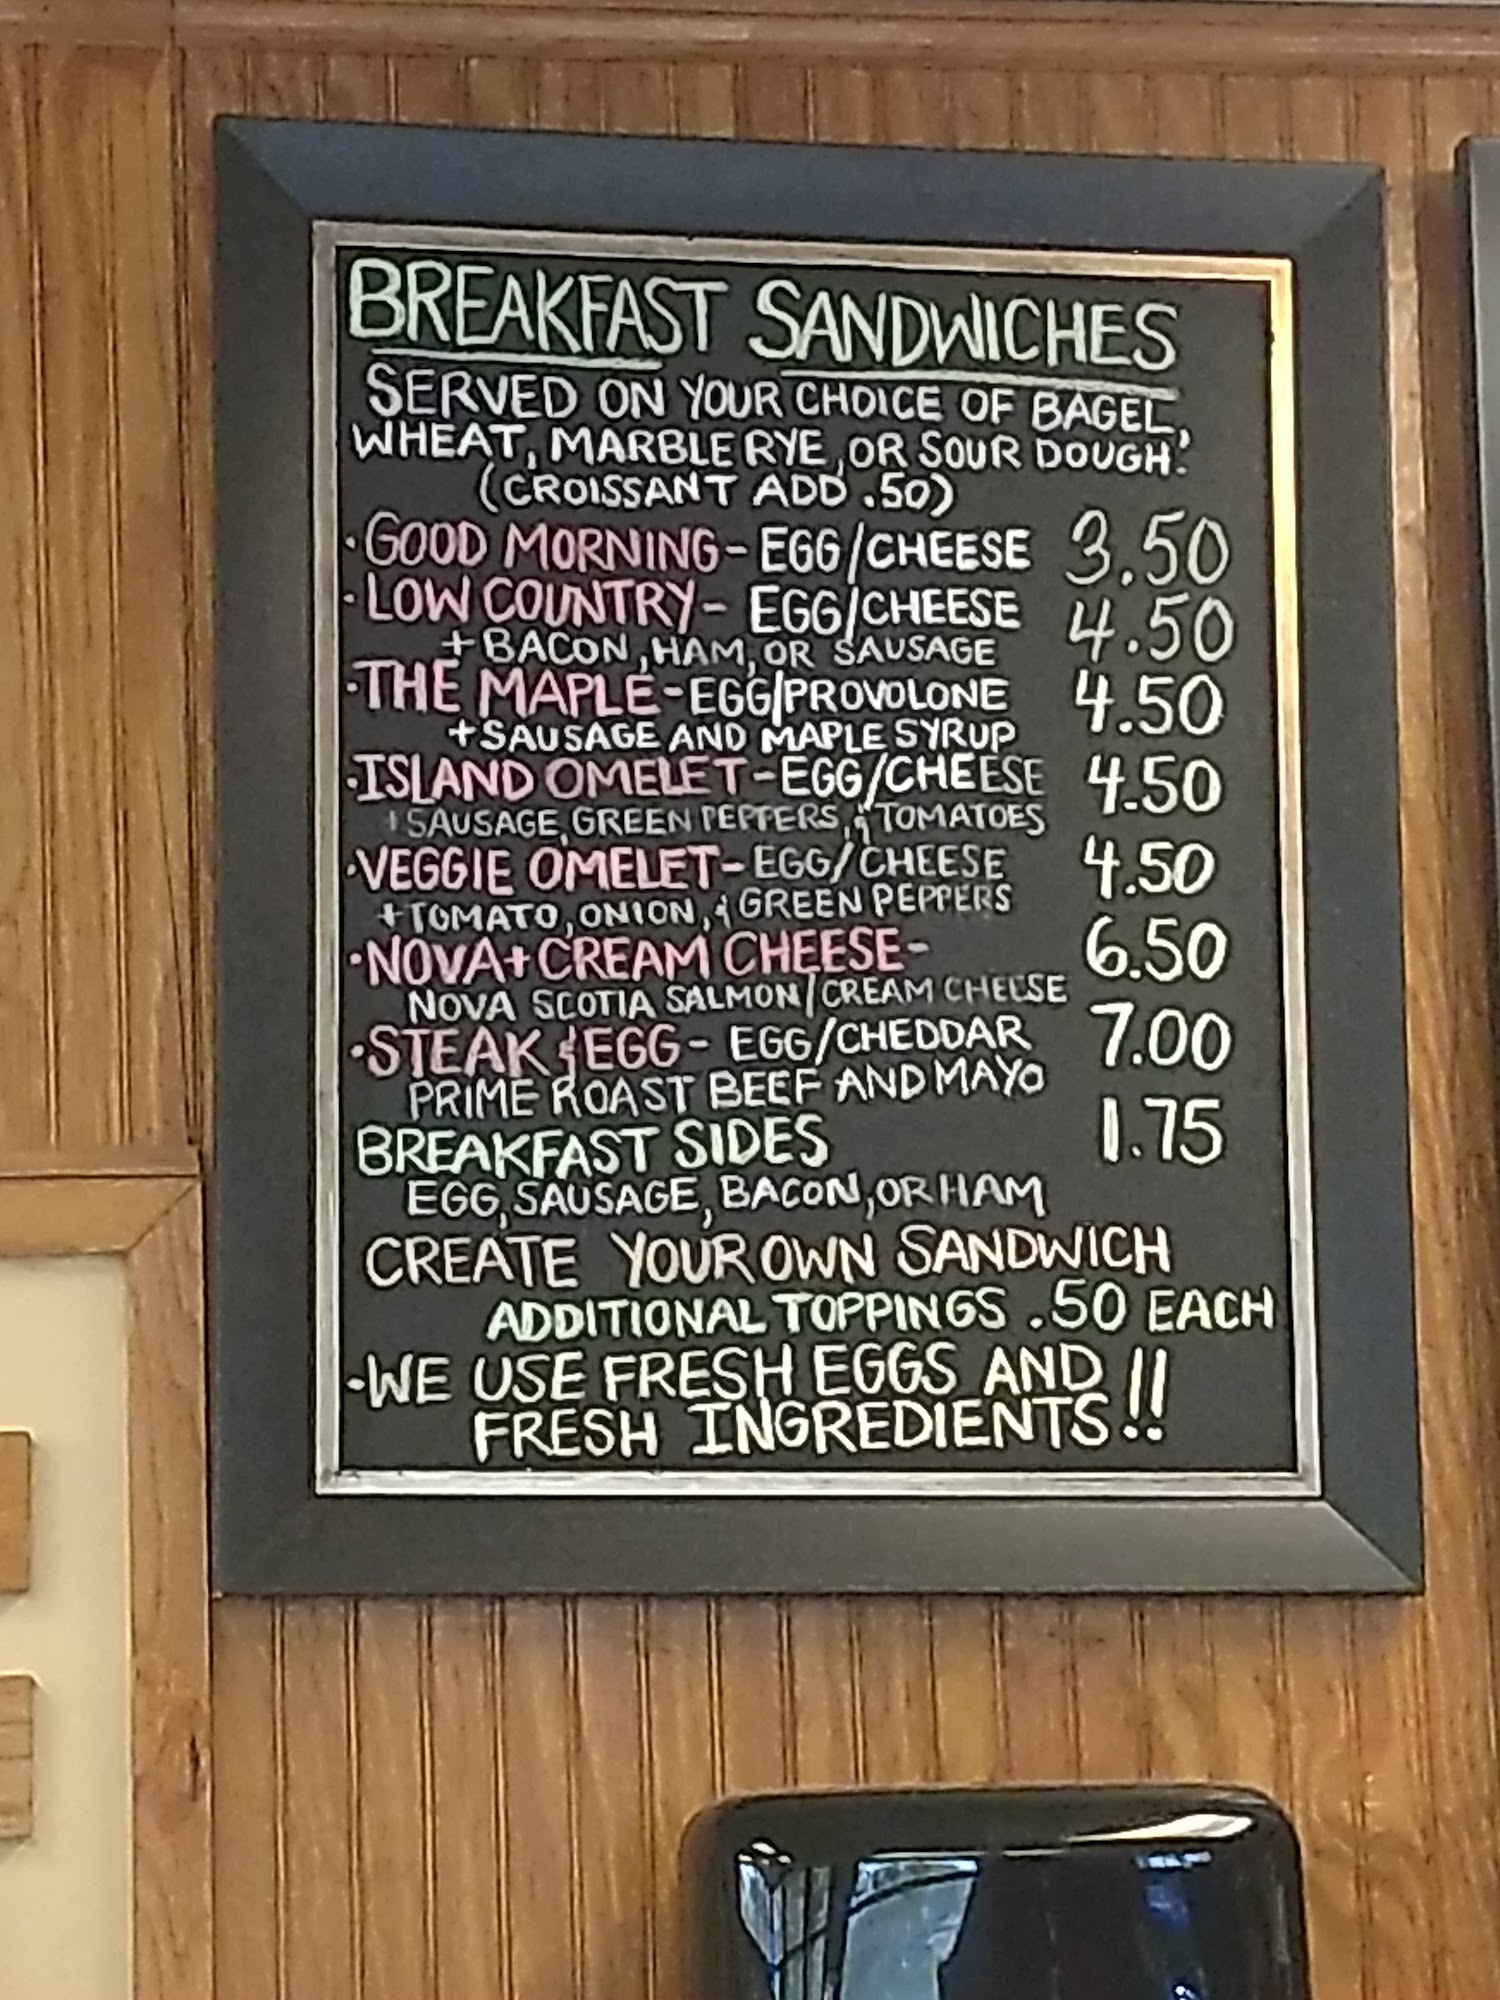 BREAKFAST SANDWICHES
SERVED ON YOUR CHOICE OF BAGEL,
WHEAT, MARBLE RYE, OR SOUR DOUGH!
(CROISSANT ADD .50)
·GOOD MORNING- EGG/CHEESE 3.50
·LOW COUNTRY- EGG/CHEESE 4.50
+BACON, HAM, OR SAUSAGE
·THE MAPLE-EGG/PROVOLONE 4.50
+SAUSAGE AND MAPLE SYRUP
·ISLAND OMELET-EGG/CHEESE 4.50
+SAUSAGE, GREEN PEPPERS, & TOMATOES
·VEGGIE OMELET-EGG/CHEESE 4.50
+TOMATO, ONION, & GREEN PEPPERS
·NOVA+CREAM CHEESE- 6.50
NOVA SCOTIA SALMON/CREAM CHEESE
·STEAK & EGG- EGG/CHEDDAR 7.00
PRIME ROAST BEEF AND MAYO
BREAKFAST SIDES 1.75
EGG, SAUSAGE, BACON, OR HAM
CREATE YOUR OWN SANDWICH
ADDITIONAL TOPPINGS .50 EACH
·WE USE FRESH EGGS AND
FRESH INGREDIENTS!!